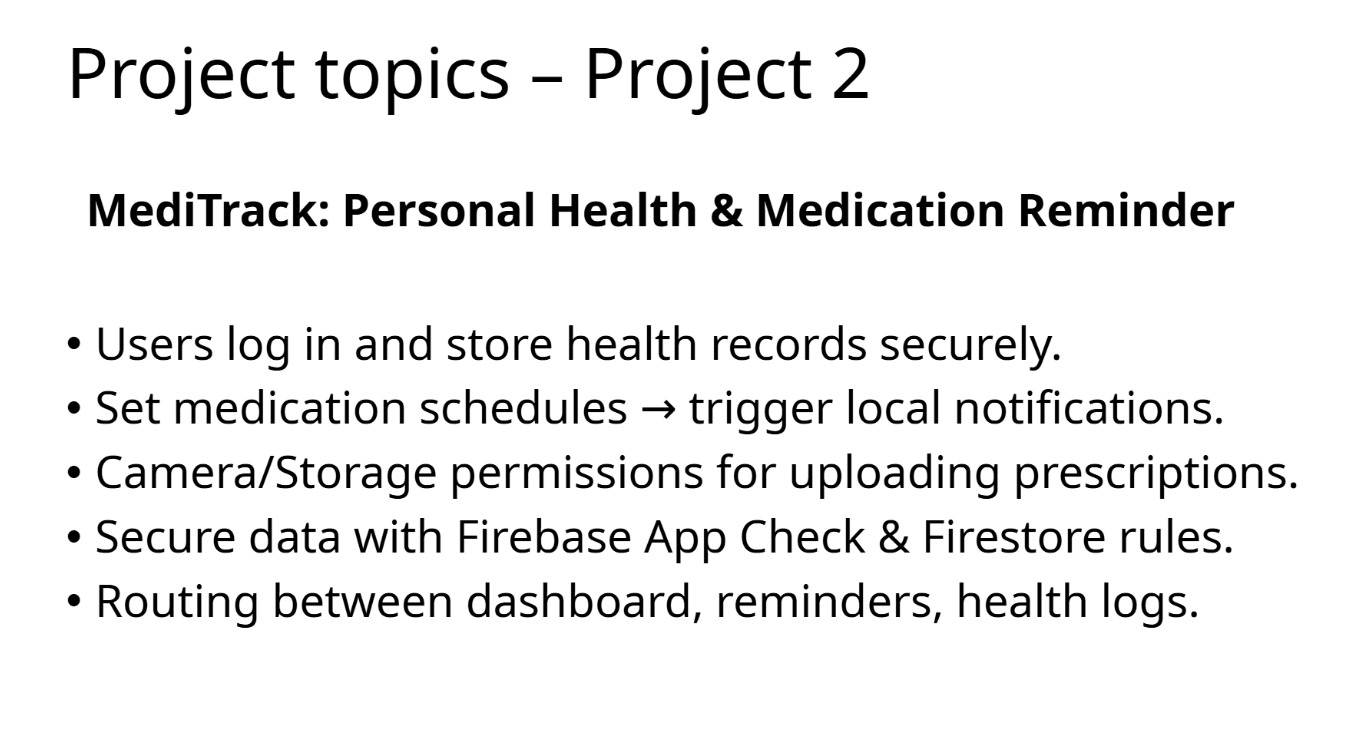 Project topics – Project 2
MediTrack: Personal Health & Medication Reminder
• Users log in and store health records securely.
• Set medication schedules → trigger local notifications.
• Camera/Storage permissions for uploading prescriptions.
• Secure data with Firebase App Check & Firestore rules.
• Routing between dashboard, reminders, health logs.